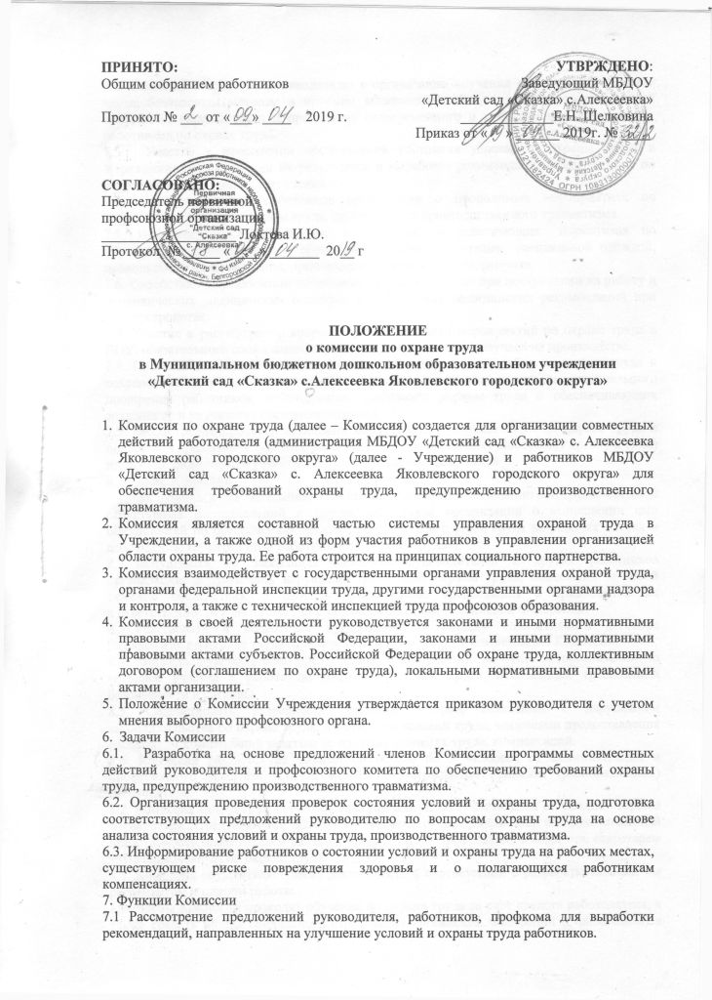 ПРИНЯТО:
Общим собранием работников
Протокол № 2 от « 09 » 04 2019 г.
УТВРЖДЕНО:
Заведующий МБДОУ
«Детский сад «Сказка» с.Алексеевка»
Е.Н. Шелковина
Приказ от « 09 » 04 2019г. №
СОГЛАСОВАНО:
Председатель первичной
профсоюзной организации
Локтева И.Ю.
Протокол № 18 « » 04 2019 г
Первичная
организация
"Детский сад
"Сказка"
с. Алексеевка"
ПОЛОЖЕНИЕ
о комиссии по охране труда
в Муниципальном бюджетном дошкольном образовательном учреждении
«Детский сад «Сказка» с.Алексеевка Яковлевского городского округа»
1. Комиссия по охране труда (далее – Комиссия) создается для организации совместных
действий работодателя (администрация МБДОУ «Детский сад «Сказка» с. Алексеевка
Яковлевского городского округа» (далее - Учреждение) и работников МБДОУ
«Детский сад «Сказка» с. Алексеевка Яковлевского городского округа» для
обеспечения требований охраны труда, предупреждению производственного
травматизма.
2. Комиссия является составной частью системы управления охраной труда в
Учреждении, а также одной из форм участия работников в управлении организацией
области охраны труда. Ее работа строится на принципах социального партнерства.
3. Комиссия взаимодействует с государственными органами управления охраной труда,
органами федеральной инспекции труда, другими государственными органами надзора
и контроля, а также с технической инспекцией труда профсоюзов образования.
4. Комиссия в своей деятельности руководствуется законами и иными нормативными
правовыми актами Российской Федерации, законами и иными нормативными
правовыми актами субъектов. Российской Федерации об охране труда, коллективным
договором (соглашением по охране труда), локальными нормативными правовыми
актами организации.
5. Положение о Комиссии Учреждения утверждается приказом руководителя с учетом
мнения выборного профсоюзного органа.
6. Задачи Комиссии
6.1. Разработка на основе предложений членов Комиссии программы совместных
действий руководителя и профсоюзного комитета по обеспечению требований охраны
труда, предупреждению производственного травматизма.
6.2. Организация проведения проверок состояния условий и охраны труда, подготовка
соответствующих предложений руководителю по вопросам охраны труда на основе
анализа состояния условий и охраны труда, производственного травматизма.
6.3. Информирование работников о состоянии условий и охраны труда на рабочих местах,
существующем риске повреждения здоровья и о полагающихся работникам
компенсациях.
7. Функции Комиссии
7.1 Рассмотрение предложений руководителя, работников, профкома для выработки
рекомендаций, направленных на улучшение условий и охраны труда работников.